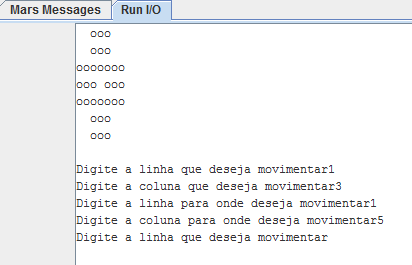 Mars Messages Run I/O
  ooo
  ooo
ooooooo
ooo ooo
ooooooo
  ooo
  ooo
Digite a linha que deseja movimentar1
Digite a coluna que deseja movimentar3
Digite a linha para onde deseja movimentar1
Digite a coluna para onde deseja movimentar5
Digite a linha que deseja movimentar